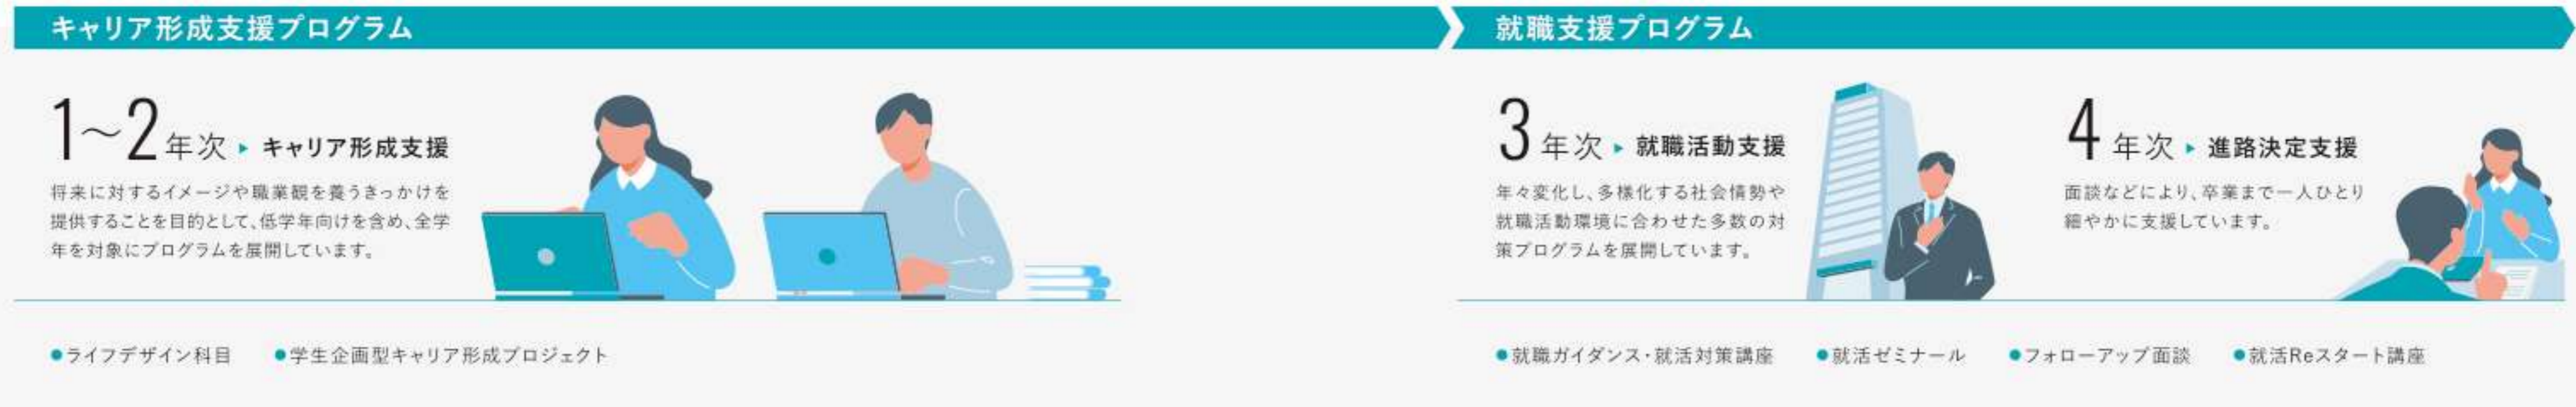 キャリア形成支援プログラム
1〜2年次 ▶ キャリア形成支援
将来に対するイメージや職業観を養うきっかけを
提供することを目的として、低学年向けを含め、全学
年を対象にプログラムを展開しています。
●ライフデザイン科目 ●学生企画型キャリア形成プロジェクト
就職支援プログラム
3年次 ▶ 就職活動支援
年々変化し、多様化する社会情勢や
就職活動環境に合わせた多数の対
策プログラムを展開しています。
4年次 ▶ 進路決定支援
面談などにより、卒業まで一人ひとり
細やかに支援しています。
●就職ガイダンス・就活対策講座 ●就活ゼミナール ●フォローアップ面談 ●就活Reスタート講座